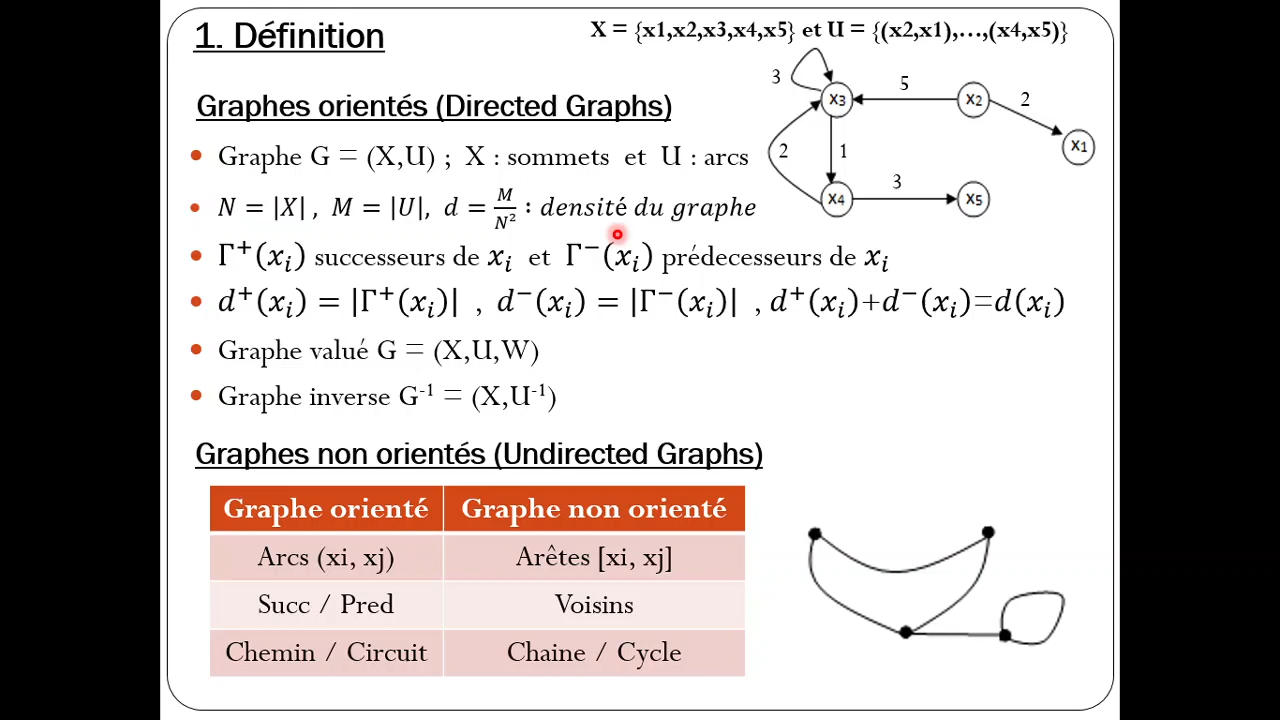 1. Définition
X = {x1,x2,x3,x4,x5} et U = {(x2,x1),…,(x4,x5)}
Graphes orientés (Directed Graphs)
• Graphe G = (X,U) ; X : sommets et U : arcs
• N = |X| , M = |U|, d = M/N² : densité du graphe
• Γ⁺(xᵢ) successeurs de xᵢ et Γ⁻(xᵢ) prédecesseurs de xᵢ
• d⁺(xᵢ) = |Γ⁺(xᵢ)| , d⁻(xᵢ) = |Γ⁻(xᵢ)| , d⁺(xᵢ)+d⁻(xᵢ)=d(xᵢ)
• Graphe valué G = (X,U,W)
• Graphe inverse G⁻¹ = (X,U⁻¹)
3
X3
5
X2
2
X1
2
1
X4
3
X5
Graphes non orientés (Undirected Graphs)
Graphe orienté Graphe non orienté
Arcs (xi, xj) Arêtes [xi, xj]
Succ / Pred Voisins
Chemin / Circuit Chaine / Cycle